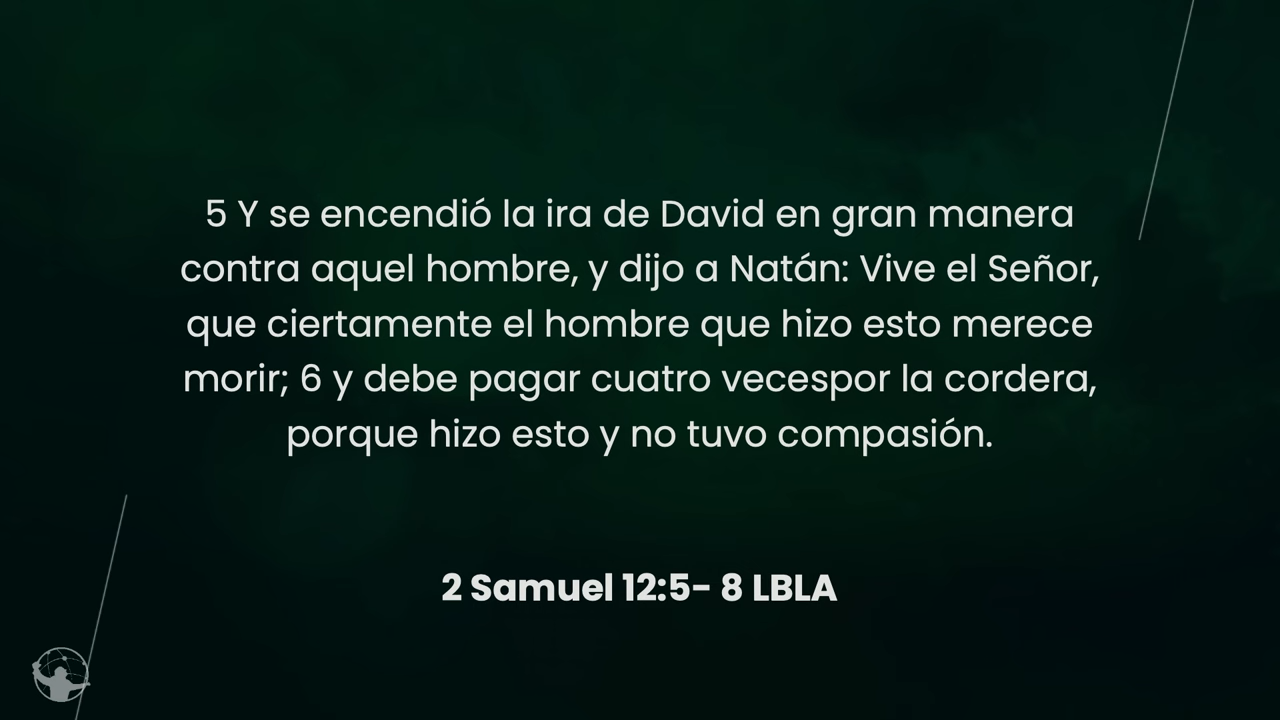 5 Y se encendió la ira de David en gran manera
contra aquel hombre, y dijo a Natán: Vive el Señor,
que ciertamente el hombre que hizo esto merece
morir; 6 y debe pagar cuatro vecespor la cordera,
porque hizo esto y no tuvo compasión.
2 Samuel 12:5- 8 LBLA